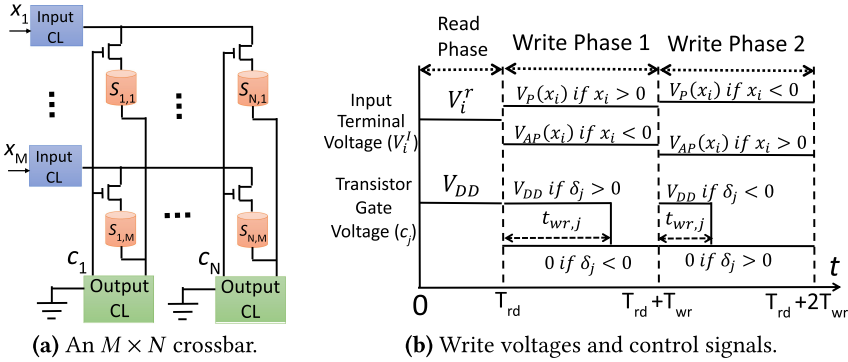 x₁
Input
CL
S₁,₁
S_N,₁
x_M
Input
CL
S₁,M
S_N,M
c₁
c_N
Output
CL
Output
CL
(a) An M × N crossbar.
Read
Phase
Write Phase 1
Write Phase 2
Input
Terminal
Voltage (V_i^I)
V_i^r
V_P(x_i) if x_i > 0
V_P(x_i) if x_i < 0
V_AP(x_i) if x_i < 0
V_AP(x_i) if x_i > 0
Transistor
Gate
Voltage (c_j)
V_DD
V_DD if δ_j > 0
V_DD if δ_j < 0
t_wr,j
t_wr,j
0 if δ_j < 0
0 if δ_j > 0
t
0
T_rd
T_rd+T_wr
T_rd+2T_wr
(b) Write voltages and control signals.